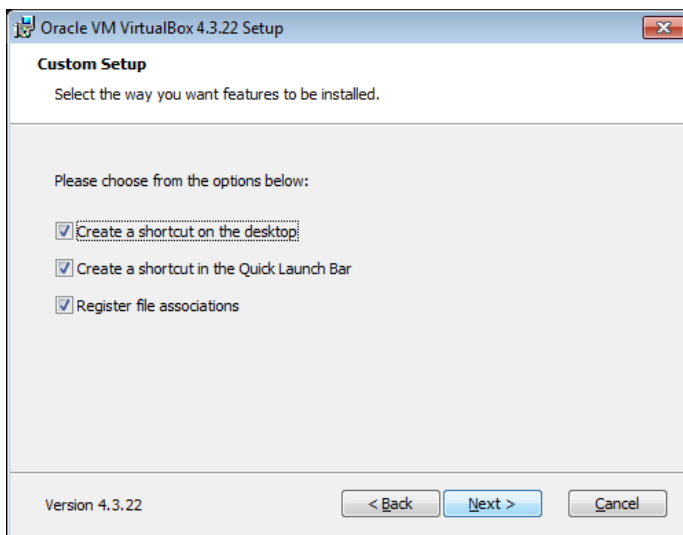 Oracle VM VirtualBox 4.3.22 Setup
Custom Setup
Select the way you want features to be installed.
Please choose from the options below:
Create a shortcut on the desktop
Create a shortcut in the Quick Launch Bar
Register file associations
Version 4.3.22
< Back
Next >
Cancel